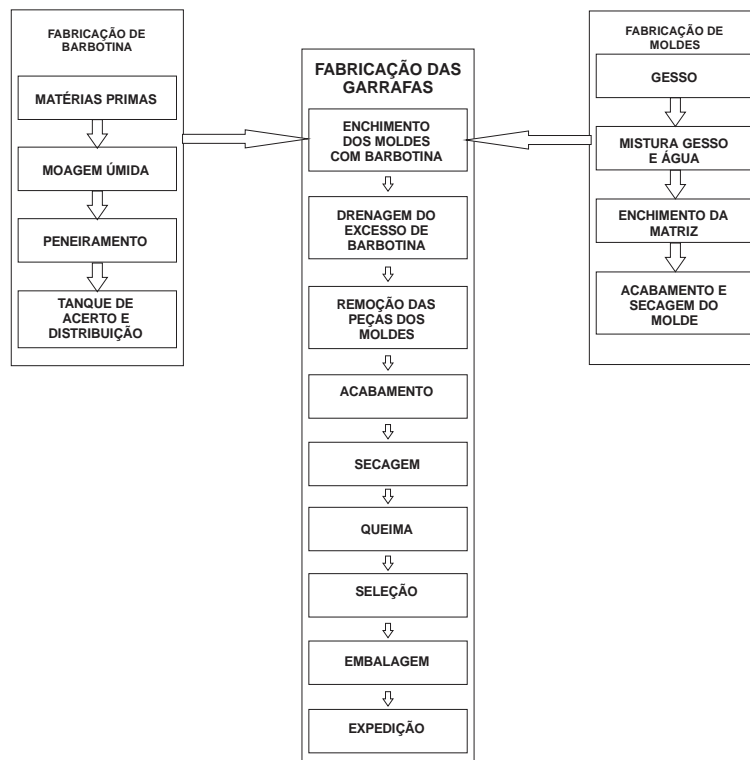 FABRICAÇÃO DE
BARBOTINA
MATÉRIAS PRIMAS
MOAGEM ÚMIDA
PENEIRAMENTO
TANQUE DE
ACERTO E
DISTRIBUIÇÃO
FABRICAÇÃO DAS
GARRAFAS
ENCHIMENTO
DOS MOLDES
COM BARBOTINA
DRENAGEM DO
EXCESSO DE
BARBOTINA
REMOÇÃO DAS
PEÇAS DOS
MOLDES
ACABAMENTO
SECAGEM
QUEIMA
SELEÇÃO
EMBALAGEM
EXPEDIÇÃO
FABRICAÇÃO DE
MOLDES
GESSO
MISTURA GESSO
E ÁGUA
ENCHIMENTO DA
MATRIZ
ACABAMENTO E
SECAGEM DO
MOLDE